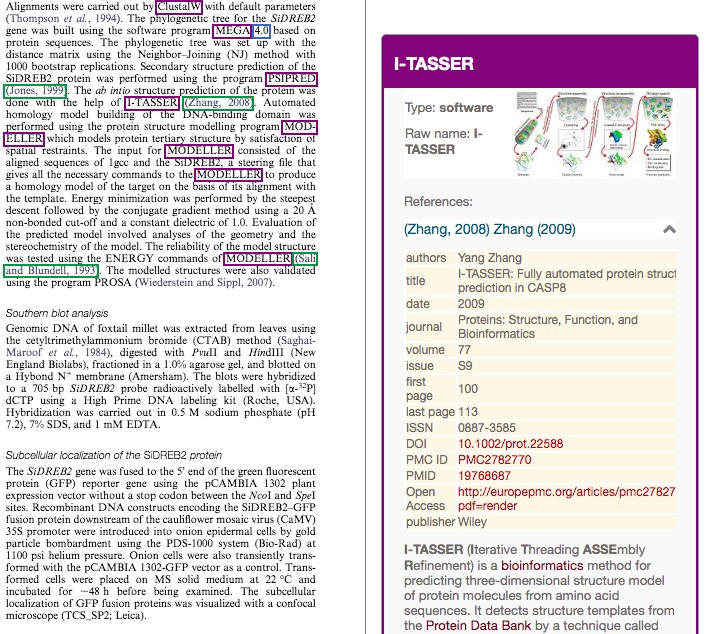 Alignments were carried out by ClustalW with default parameters
(Thompson et al., 1994). The phylogenetic tree for the SiDREB2
gene was built using the software program MEGA 4.0 based on
protein sequences. The phylogenetic tree was set up with the
distance matrix using the Neighbor–Joining (NJ) method with
1000 bootstrap replications. Secondary structure prediction of the
SiDREB2 protein was performed using the program PSIPRED
(Jones, 1999). The ab intio structure prediction of the protein was
done with the help of I-TASSER (Zhang, 2008). Automated
homology model building of the DNA-binding domain was
performed using the protein structure modelling program MOD-
ELLER which models protein tertiary structure by satisfaction of
spatial restraints. The input for MODELLER consisted of the
aligned sequences of 1gcc and the SiDREB2, a steering file that
gives all the necessary commands to the MODELLER to produce
a homology model of the target on the basis of its alignment with
the template. Energy minimization was performed by the steepest
descent followed by the conjugate gradient method using a 20 Å
non-bonded cut-off and a constant dielectric of 1.0. Evaluation of
the predicted model involved analyses of the geometry and the
stereochemistry of the model. The reliability of the model structure
was tested using the ENERGY commands of MODELLER (Sali
and Blundell, 1993). The modelled structures were also validated
using the program PROSA (Wiederstein and Sippl, 2007).
Southern blot analysis
Genomic DNA of foxtail millet was extracted from leaves using
the cetyltrimethylammonium bromide (CTAB) method (Saghai-
Maroof et al., 1984), digested with PvuII and HindIII (New
England Biolabs), fractioned in a 1.0% agarose gel, and blotted on
a Hybond N+ membrane (Amersham). The blots were hybridized
to a 705 bp SiDREB2 probe radioactively labelled with [α-32P]
dCTP using a High Prime DNA labeling kit (Roche, USA).
Hybridization was carried out in 0.5 M sodium phosphate (pH
7.2), 7% SDS, and 1 mM EDTA.
Subcellular localization of the SiDREB2 protein
The SiDREB2 gene was fused to the 5' end of the green fluorescent
protein (GFP) reporter gene using the pCAMBIA 1302 plant
expression vector without a stop codon between the NcoI and SpeI
sites. Recombinant DNA constructs encoding the SiDREB2–GFP
fusion protein downstream of the cauliflower mosaic virus (CaMV)
35S promoter were introduced into onion epidermal cells by gold
particle bombardment using the PDS-1000 system (Bio-Rad) at
1100 psi helium pressure. Onion cells were also transiently trans-
formed with the pCAMBIA 1302-GFP vector as a control. Trans-
formed cells were placed on MS solid medium at 22 °C and
incubated for ~48 h before being examined. The subcellular
localization of GFP fusion proteins was visualized with a confocal
microscope (TCS_SP2; Leica).
I-TASSER
Type: software
Raw name: I-
TASSER
References:
(Zhang, 2008) Zhang (2009)
authors Yang Zhang
title I-TASSER: Fully automated protein struct
prediction in CASP8
date 2009
journal Proteins: Structure, Function, and
Bioinformatics
volume 77
issue S9
first
page 100
last page 113
ISSN 0887-3585
DOI 10.1002/prot.22588
PMC ID PMC2782770
PMID 19768687
Open http://europepmc.org/articles/pmc27827
Access pdf=render
publisher Wiley
I-TASSER (Iterative Threading ASSEmbly
Refinement) is a bioinformatics method for
predicting three-dimensional structure model
of protein molecules from amino acid
sequences. It detects structure templates from
the Protein Data Bank by a technique called